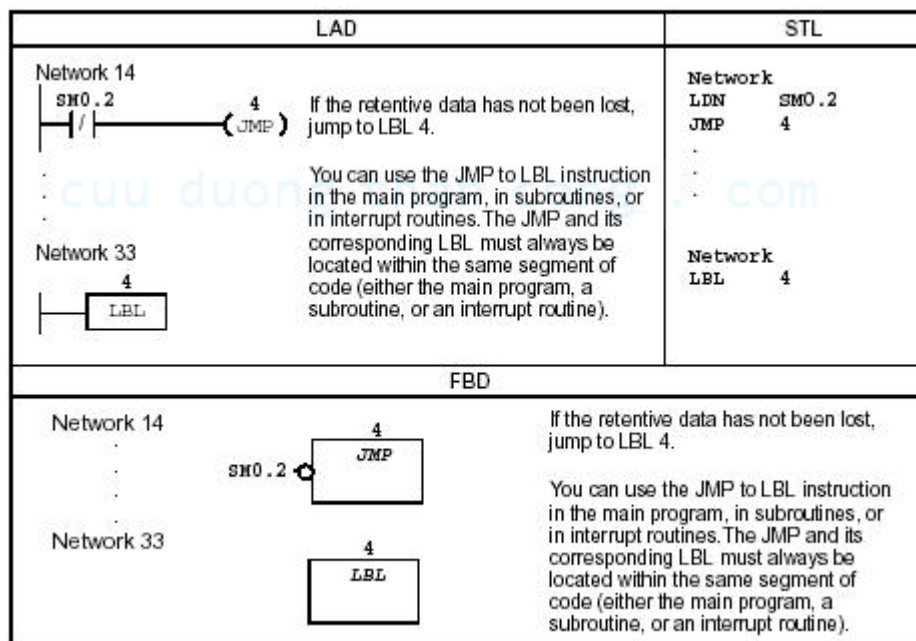 LAD
STL
Network 14
SM0.2
4
/
JMP
If the retentive data has not been lost,
jump to LBL 4.
You can use the JMP to LBL instruction
in the main program, in subroutines, or
in interrupt routines.The JMP and its
corresponding LBL must always be
located within the same segment of
code (either the main program, a
subroutine, or an interrupt routine).
Network 33
4
LBL
Network
LDN SM0.2
JMP 4
.
.
.
Network
LBL 4
cuu duong than cong . com
FBD
Network 14
.
.
.
Network 33
4
JMP
SM0.2
4
LBL
If the retentive data has not been lost,
jump to LBL 4.
You can use the JMP to LBL instruction
in the main program, in subroutines, or
in interrupt routines.The JMP and its
corresponding LBL must always be
located within the same segment of
code (either the main program, a
subroutine, or an interrupt routine).